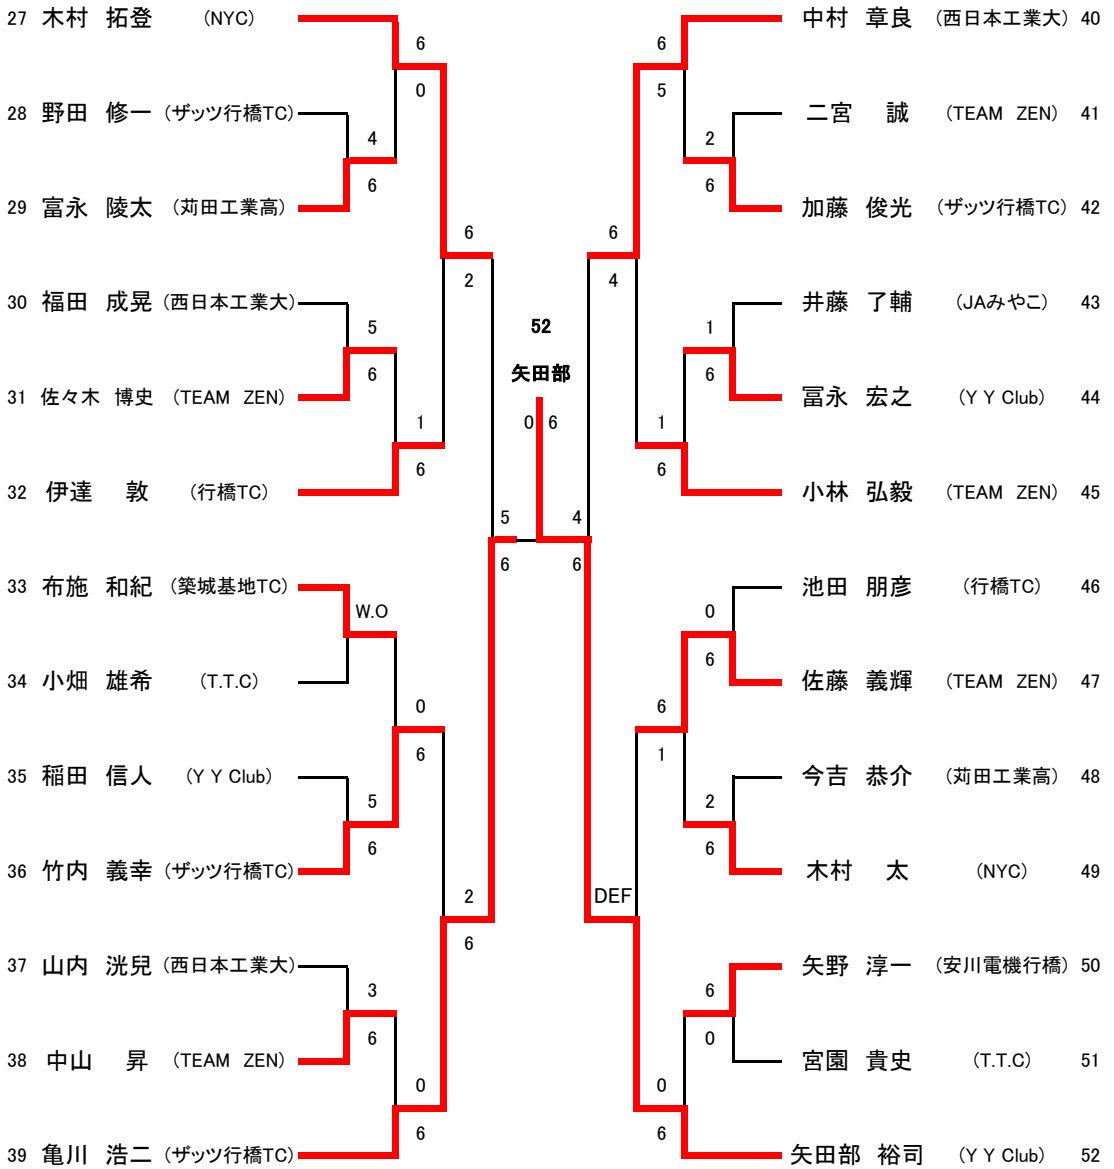 27 木村 拓登 (NYC)
6
0
28 野田 修一 (ザッツ行橋TC)
4
6
29 富永 陵太 (苅田工業高)
6
2
30 福田 成晃 (西日本工業大)
5
6
31 佐々木 博史 (TEAM ZEN)
1
6
32 伊達 敦 (行橋TC)
5
6
33 布施 和紀 (築城基地TC)
W.O
34 小畑 雄希 (T.T.C)
0
6
35 稲田 信人 (Y Y Club)
5
6
36 竹内 義幸 (ザッツ行橋TC)
2
6
37 山内 洸兒 (西日本工業大)
3
6
38 中山 昇 (TEAM ZEN)
0
6
39 亀川 浩二 (ザッツ行橋TC)
52
矢田部
0 6
中村 章良 (西日本工業大) 40
6
5
二宮 誠 (TEAM ZEN) 41
2
6
加藤 俊光 (ザッツ行橋TC) 42
6
4
井藤 了輔 (JAみやこ) 43
1
6
冨永 宏之 (Y Y Club) 44
1
6
小林 弘毅 (TEAM ZEN) 45
4
6
池田 朋彦 (行橋TC) 46
0
6
佐藤 義輝 (TEAM ZEN) 47
6
1
今吉 恭介 (苅田工業高) 48
2
6
木村 太 (NYC) 49
DEF
矢野 淳一 (安川電機行橋) 50
6
0
宮園 貴史 (T.T.C) 51
0
6
矢田部 裕司 (Y Y Club) 52